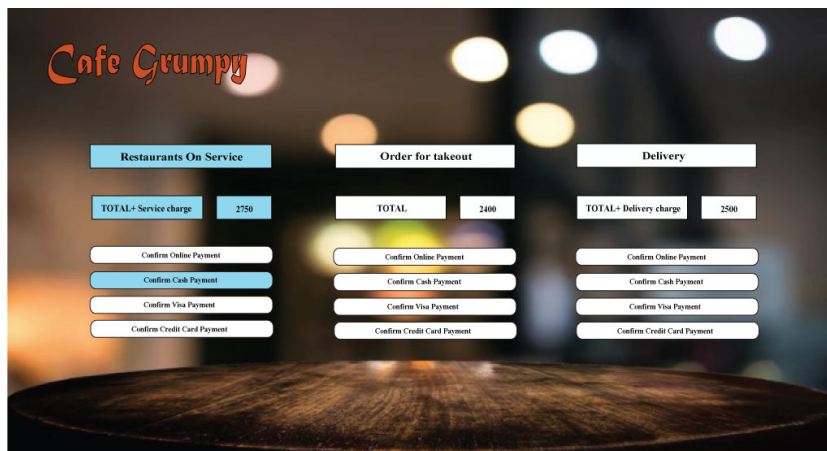 Cafe Grumpy
Restaurants On Service
TOTAL+ Service charge 2750
Confirm Online Payment
Confirm Cash Payment
Confirm Visa Payment
Confirm Credit Card Payment
Order for takeout
TOTAL 2400
Confirm Online Payment
Confirm Cash Payment
Confirm Visa Payment
Confirm Credit Card Payment
Delivery
TOTAL+ Delivery charge 2500
Confirm Online Payment
Confirm Cash Payment
Confirm Visa Payment
Confirm Credit Card Payment